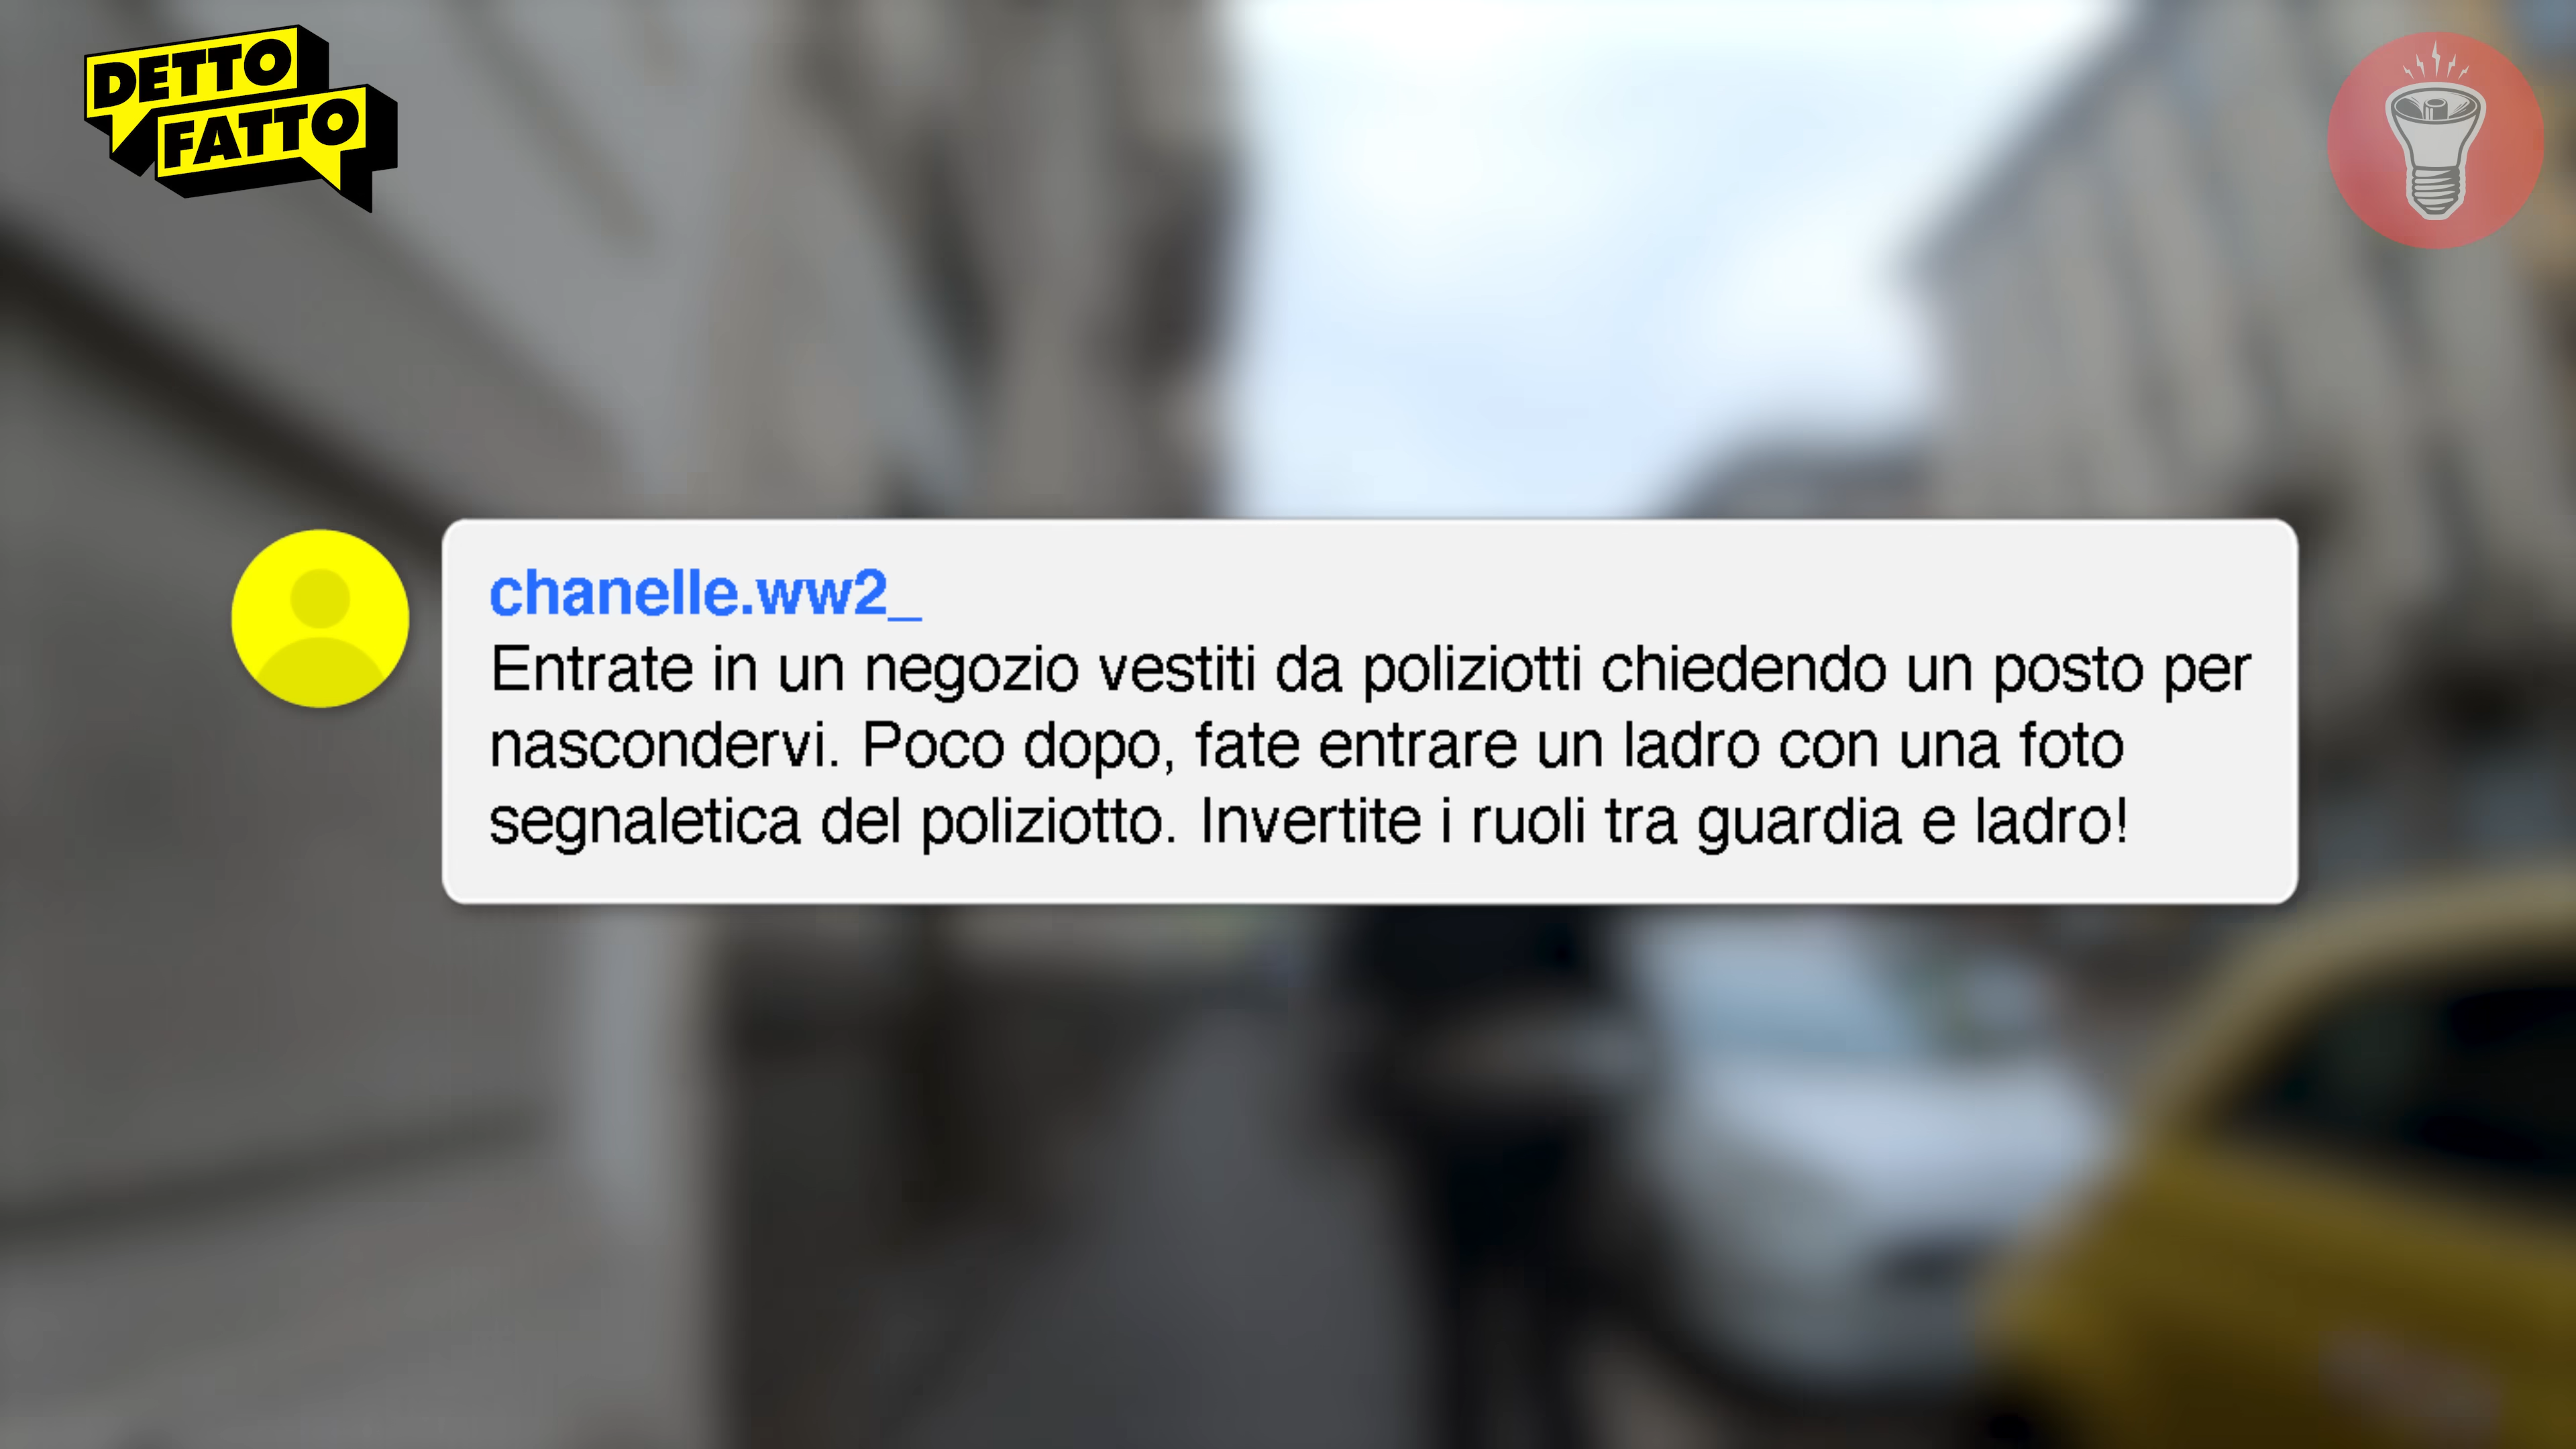 DETTO
FATTO
chanelle.ww2_
Entrate in un negozio vestiti da poliziotti chiedendo un posto per
nascondervi. Poco dopo, fate entrare un ladro con una foto
segnaletica del poliziotto. Invertite i ruoli tra guardia e ladro!